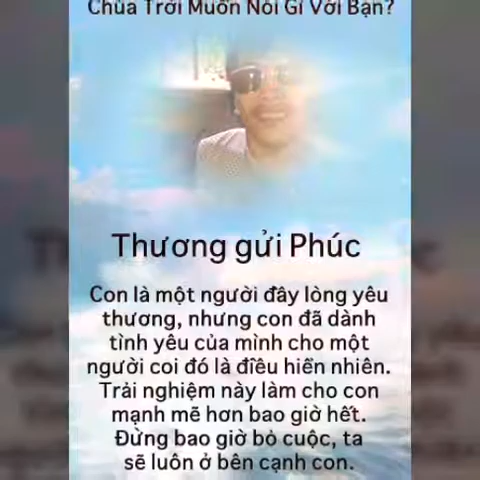 Chúa Trời Muốn Nói Gì Với Bạn?
Thương gửi Phúc
Con là một người đầy lòng yêu
thương, nhưng con đã dành
tình yêu của mình cho một
người coi đó là điều hiển nhiên.
Trải nghiệm này làm cho con
mạnh mẽ hơn bao giờ hết.
Đừng bao giờ bỏ cuộc, ta
sẽ luôn ở bên cạnh con.